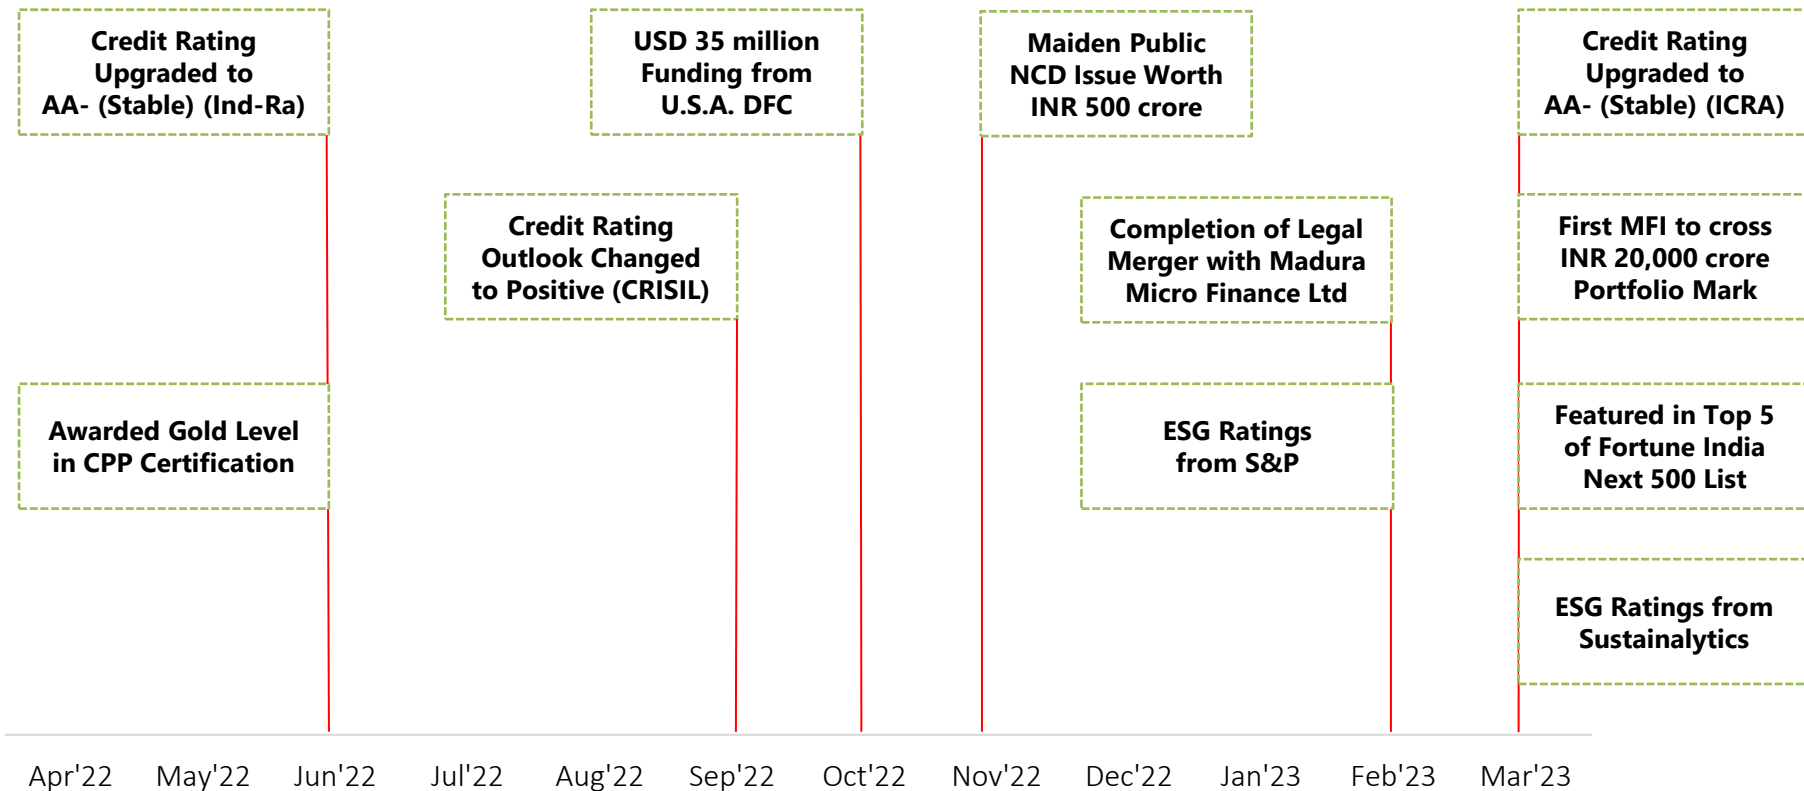 Credit Rating
Upgraded to
AA- (Stable) (Ind-Ra)
USD 35 million
Funding from
U.S.A. DFC
Maiden Public
NCD Issue Worth
INR 500 crore
Credit Rating
Upgraded to
AA- (Stable) (ICRA)
Credit Rating
Outlook Changed
to Positive (CRISIL)
Completion of Legal
Merger with Madura
Micro Finance Ltd
First MFI to cross
INR 20,000 crore
Portfolio Mark
Awarded Gold Level
in CPP Certification
ESG Ratings
from S&P
Featured in Top 5
of Fortune India
Next 500 List
ESG Ratings from
Sustainalytics
Apr'22 May'22 Jun'22 Jul'22 Aug'22 Sep'22 Oct'22 Nov'22 Dec'22 Jan'23 Feb'23 Mar'23